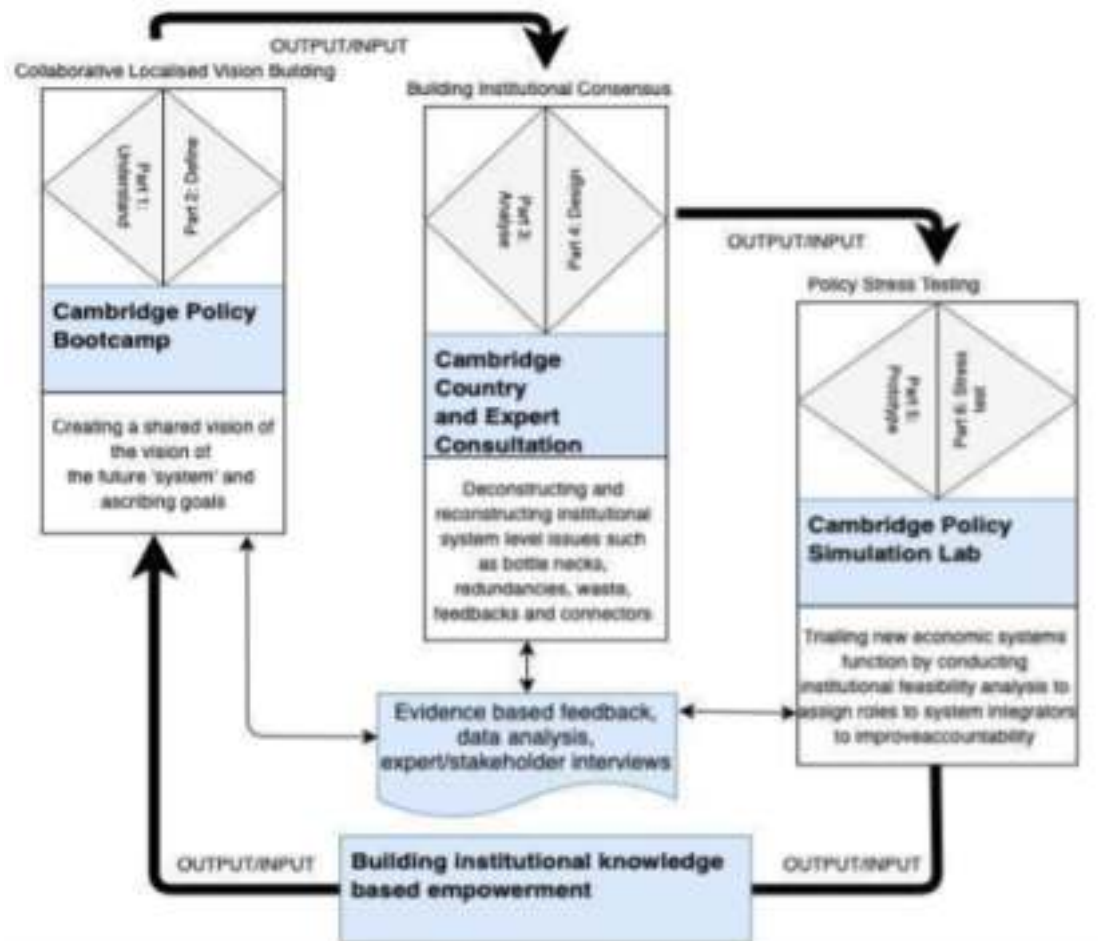 OUTPUT/INPUT
Collaborative Localised Vision Building
Part 1:
Understand
Part 2: Define
Cambridge Policy
Bootcamp
Creating a shared vision of
the vision of
the future 'system' and
ascribing goals
Building Institutional Consensus
Part 3:
Analyse
Part 4: Design
Cambridge
Country
and Expert
Consultation
Deconstructing and
reconstructing institutional
system level issues such
as bottle necks,
redundancies, waste,
feedbacks and connectors
OUTPUT/INPUT
Policy Stress Testing
Part 5:
Prototype
Part 6: Stress
test
Cambridge Policy
Simulation Lab
Trialling new economic systems
function by conducting
institutional feasibility analysis to
assign roles to system integrators
to improveaccountability
Evidence based feedback,
data analysis,
expert/stakeholder interviews
OUTPUT/INPUT
Building institutional knowledge
based empowerment
OUTPUT/INPUT